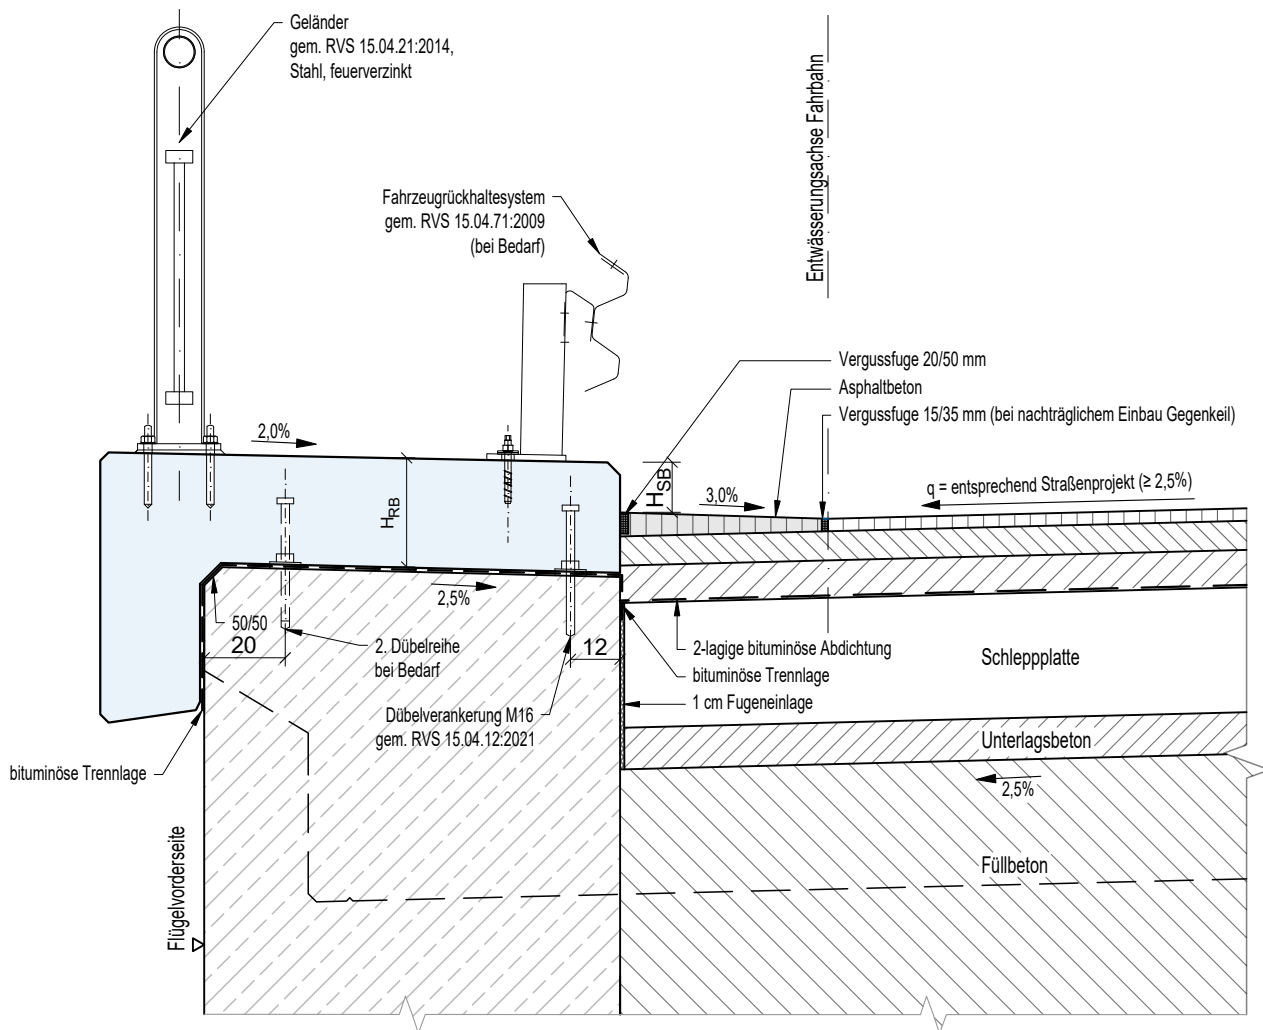 Geländer
gem. RVS 15.04.21:2014,
Stahl, feuerverzinkt
Entwässerungsachse Fahrbahn
Fahrzeugrückhaltesystem
gem. RVS 15.04.71:2009
(bei Bedarf)
Vergussfuge 20/50 mm
Asphaltbeton
Vergussfuge 15/35 mm (bei nachträglichem Einbau Gegenkeil)
2,0%
HSB
3,0%
q = entsprechend Straßenprojekt (≥ 2,5%)
HRB
2,5%
50/50
20
2. Dübelreihe
bei Bedarf
12
2-lagige bituminöse Abdichtung
bituminöse Trennlage
1 cm Fugeneinlage
Schleppplatte
Dübelverankerung M16
gem. RVS 15.04.12:2021
Unterlagsbeton
bituminöse Trennlage
2,5%
Füllbeton
Flügelvorderseite